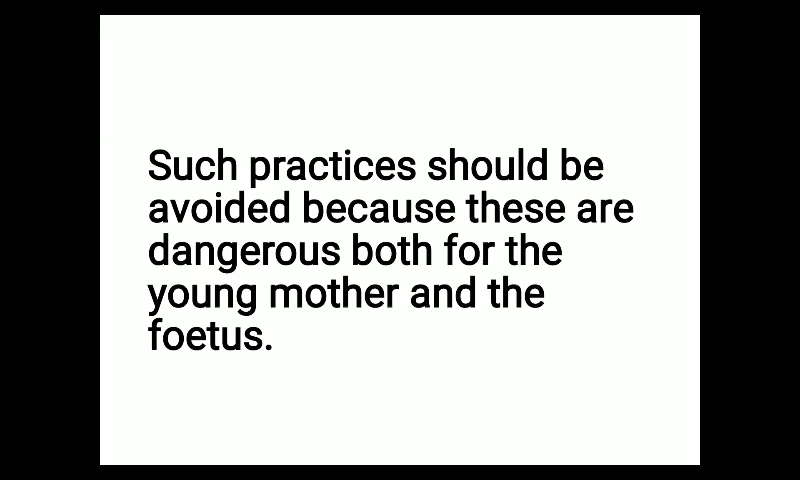 Such practices should be
avoided because these are
dangerous both for the
young mother and the
foetus.